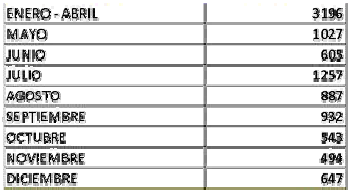 ENERO - ABRIL 3196
MAYO 1027
JUNIO 605
JULIO 1257
AGOSTO 887
SEPTIEMBRE 932
OCTUBRE 543
NOVIEMBRE 494
DICIEMBRE 647